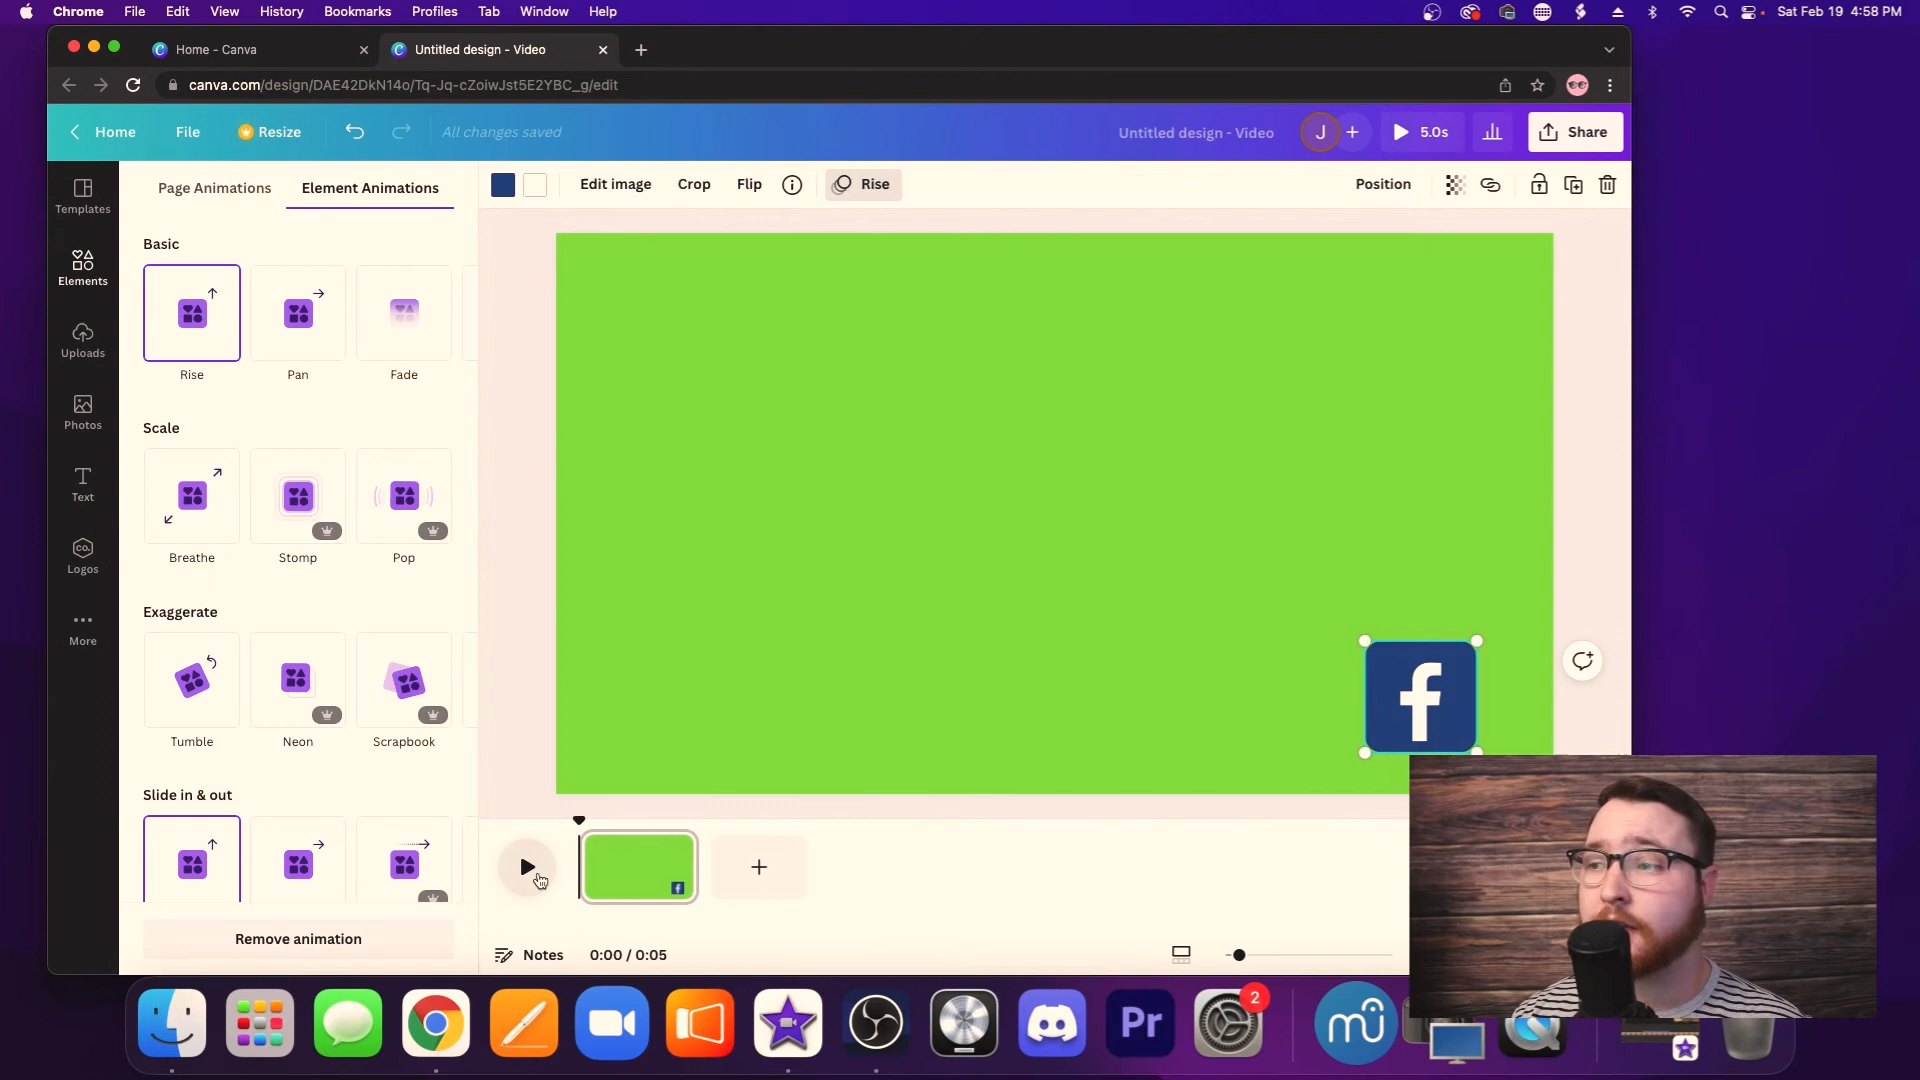 Chrome File Edit View History Bookmarks Profiles Tab Window Help
Sat Feb 19 4:58 PM
Home - Canva
Untitled design - Video
canva.com/design/DAE42DkN14o/Tq-Jq-cZoiwJst5E2YBC_g/edit
Home File Resize All changes saved
Untitled design - Video J 5.0s Share
Templates
Elements
Uploads
Photos
Text
CO.
Logos
More
Page Animations Element Animations
Basic
Rise Pan Fade
Scale
Breathe Stomp Pop
Exaggerate
Tumble Neon Scrapbook
Slide in & out
Remove animation
Edit image Crop Flip Rise
Position
f
f
Notes 0:00 / 0:05
Pr
2
mu